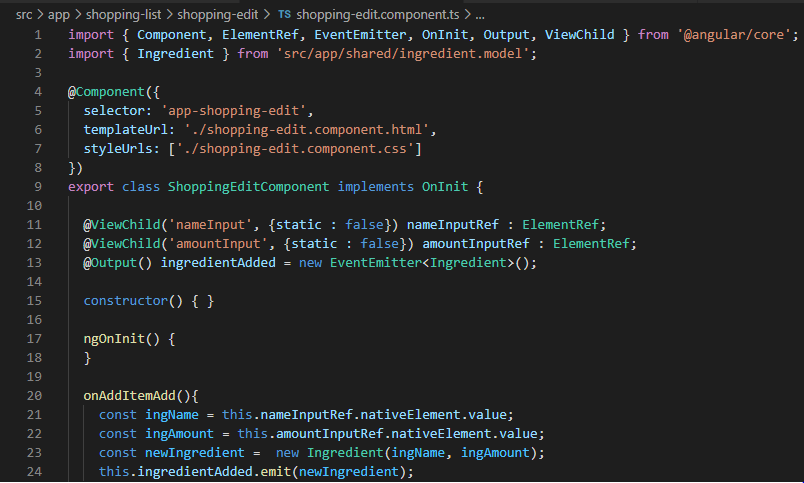 src > app > shopping-list > shopping-edit > TS shopping-edit.component.ts > ...
1 import { Component, ElementRef, EventEmitter, OnInit, Output, ViewChild } from '@angular/core';
2 import { Ingredient } from 'src/app/shared/ingredient.model';
3
4 @Component({
5   selector: 'app-shopping-edit',
6   templateUrl: './shopping-edit.component.html',
7   styleUrls: ['./shopping-edit.component.css']
8 })
9 export class ShoppingEditComponent implements OnInit {
10
11   @ViewChild('nameInput', {static : false}) nameInputRef : ElementRef;
12   @ViewChild('amountInput', {static : false}) amountInputRef : ElementRef;
13   @Output() ingredientAdded = new EventEmitter<Ingredient>();
14
15   constructor() { }
16
17   ngOnInit() {
18   }
19
20   onAddItemAdd(){
21     const ingName = this.nameInputRef.nativeElement.value;
22     const ingAmount = this.amountInputRef.nativeElement.value;
23     const newIngredient =  new Ingredient(ingName, ingAmount);
24     this.ingredientAdded.emit(newIngredient);